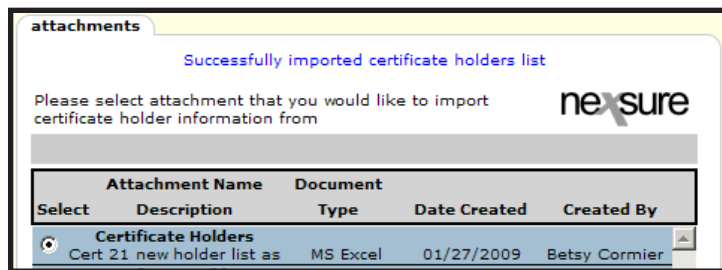 attachments
Successfully imported certificate holders list
Please select attachment that you would like to import
certificate holder information from
nexsure
Attachment Name Document
Select Description Type Date Created Created By
Certificate Holders
Cert 21 new holder list as MS Excel 01/27/2009 Betsy Cormier